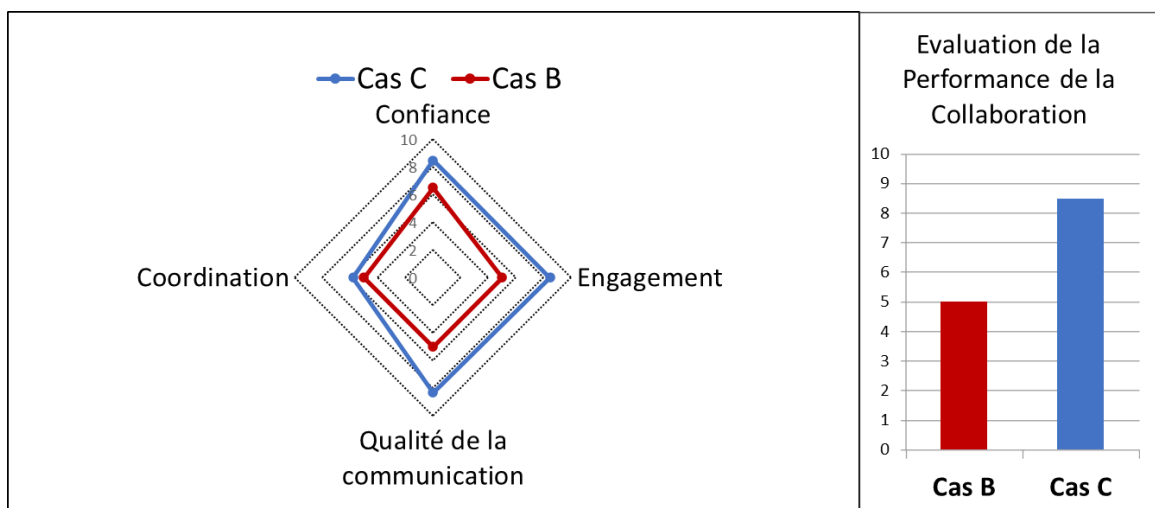 Cas C Cas B
Confiance
10
8
6
4
2
0
Coordination
Engagement
Qualité de la
communication
Evaluation de la
Performance de la
Collaboration
10
9
8
7
6
5
4
3
2
1
0
Cas B Cas C